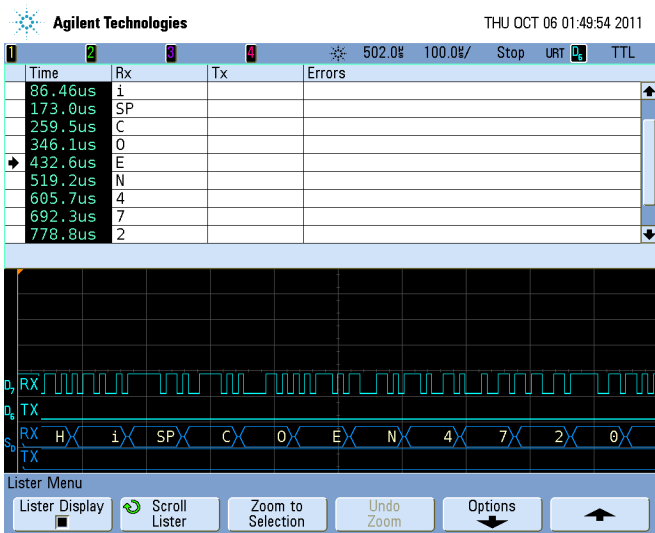 Agilent Technologies THU OCT 06 01:49:54 2011
1 2 3 4 502.0us 100.0us/ Stop URT D6 TTL
Time Rx Tx Errors
86.46us i
173.0us SP
259.5us C
346.1us O
432.6us E
519.2us N
605.7us 4
692.3us 7
778.8us 2
D7 RX
D6 TX
SD RX H i SP C O E N 4 7 2 0
TX
Lister Menu
Lister Display Scroll Lister Zoom to Selection Undo Zoom Options